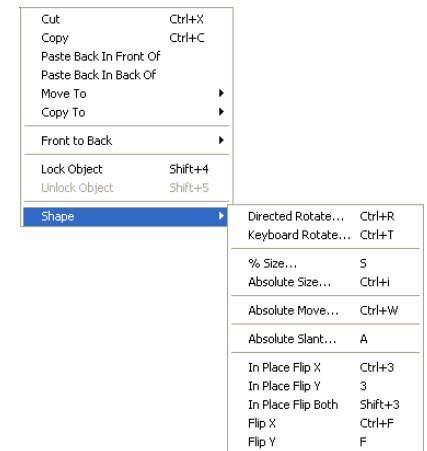 Cut Ctrl+X
Copy Ctrl+C
Paste Back In Front Of
Paste Back In Back Of
Move To
Copy To
Front to Back
Lock Object Shift+4
Unlock Object Shift+5
Shape
Directed Rotate... Ctrl+R
Keyboard Rotate... Ctrl+T
% Size... S
Absolute Size... Ctrl+i
Absolute Move... Ctrl+W
Absolute Slant... A
In Place Flip X Ctrl+3
In Place Flip Y 3
In Place Flip Both Shift+3
Flip X Ctrl+F
Flip Y F